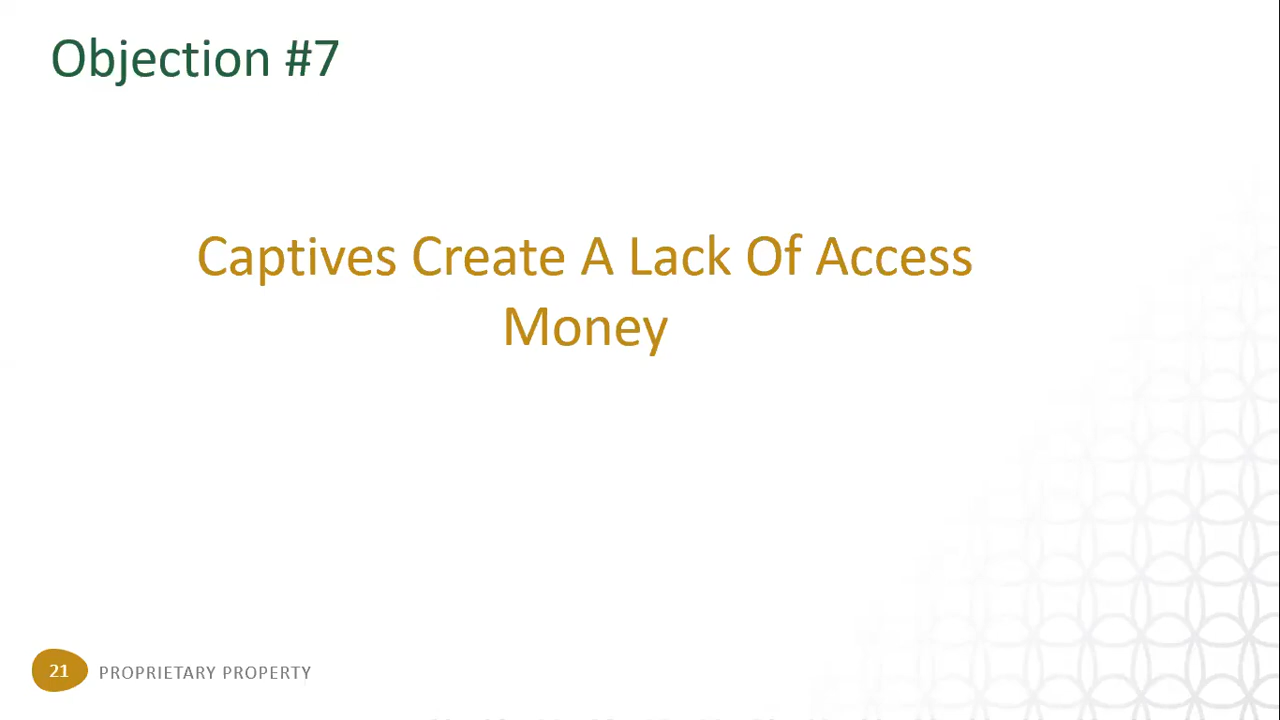 Objection #7
Captives Create A Lack Of Access
Money
21 PROPRIETARY PROPERTY